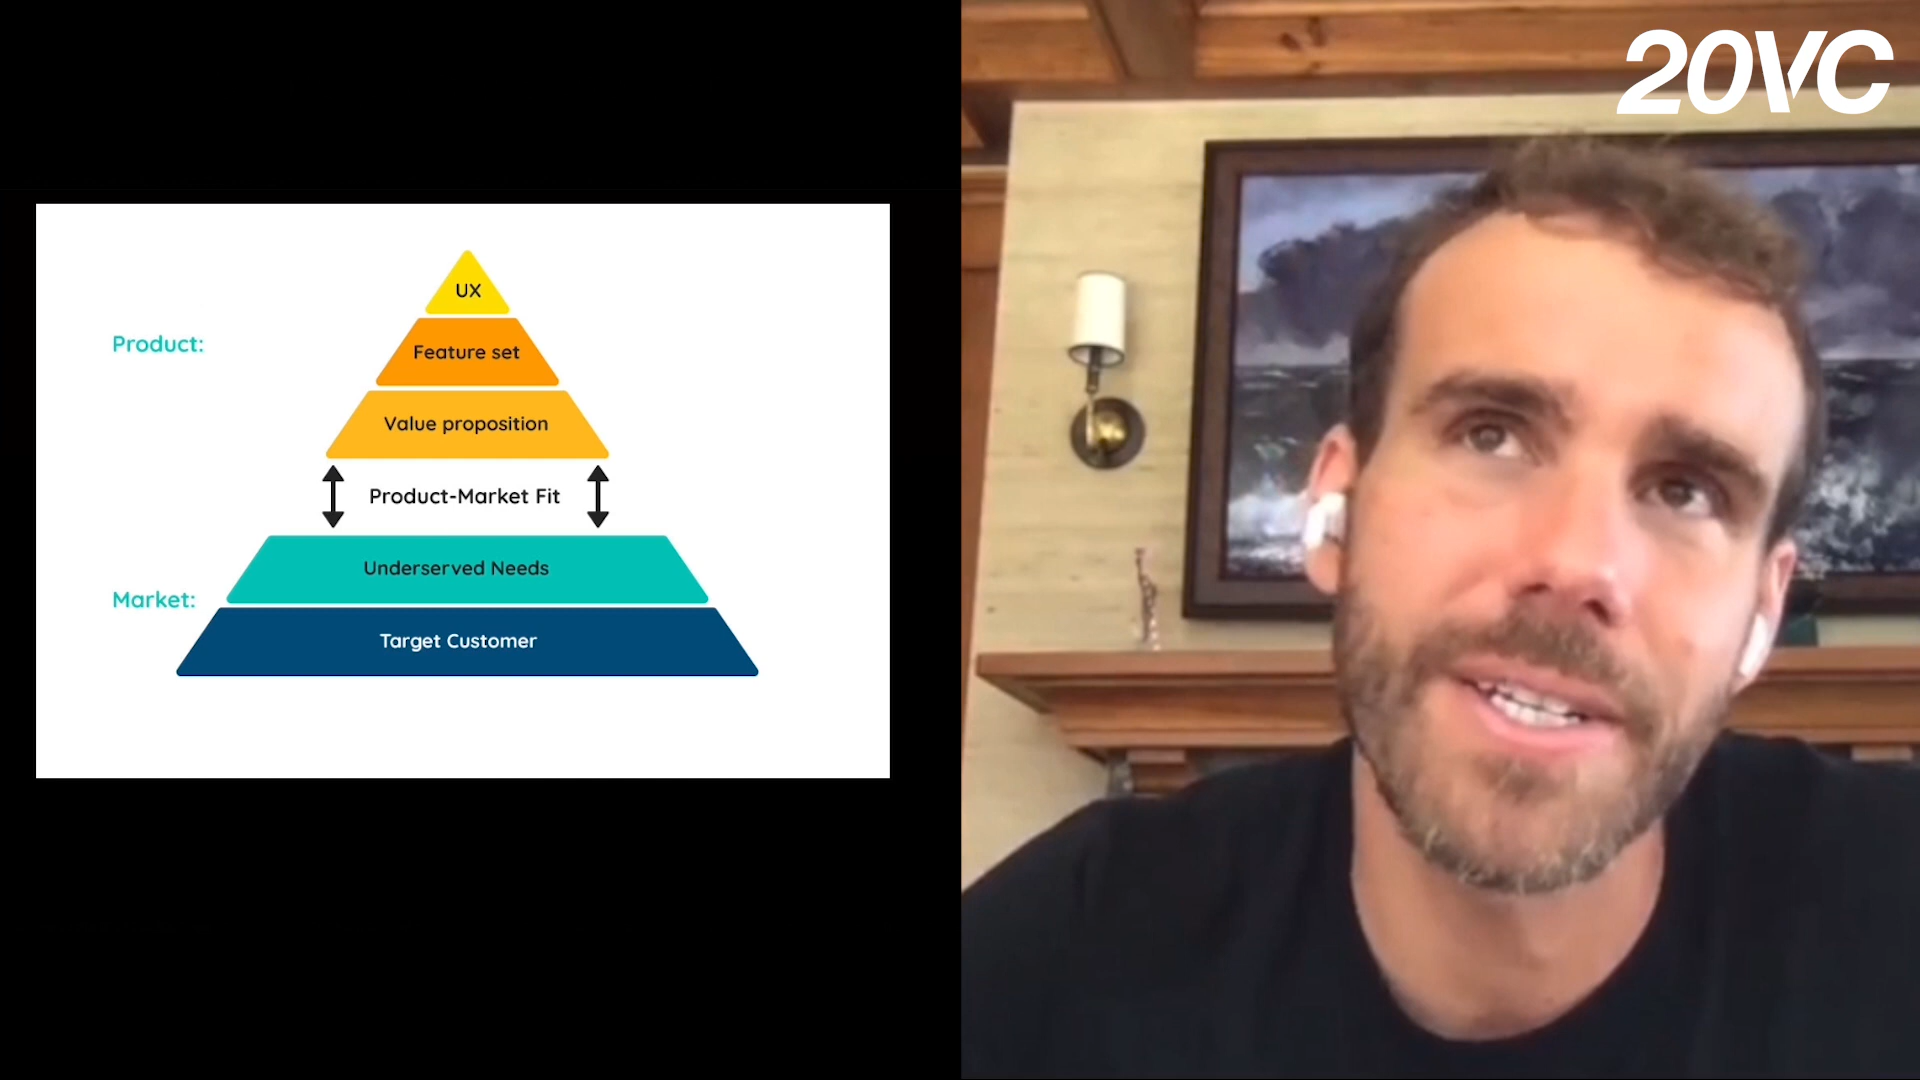 20VC
Product:
UX
Feature set
Value proposition
Product-Market Fit
Market:
Underserved Needs
Target Customer